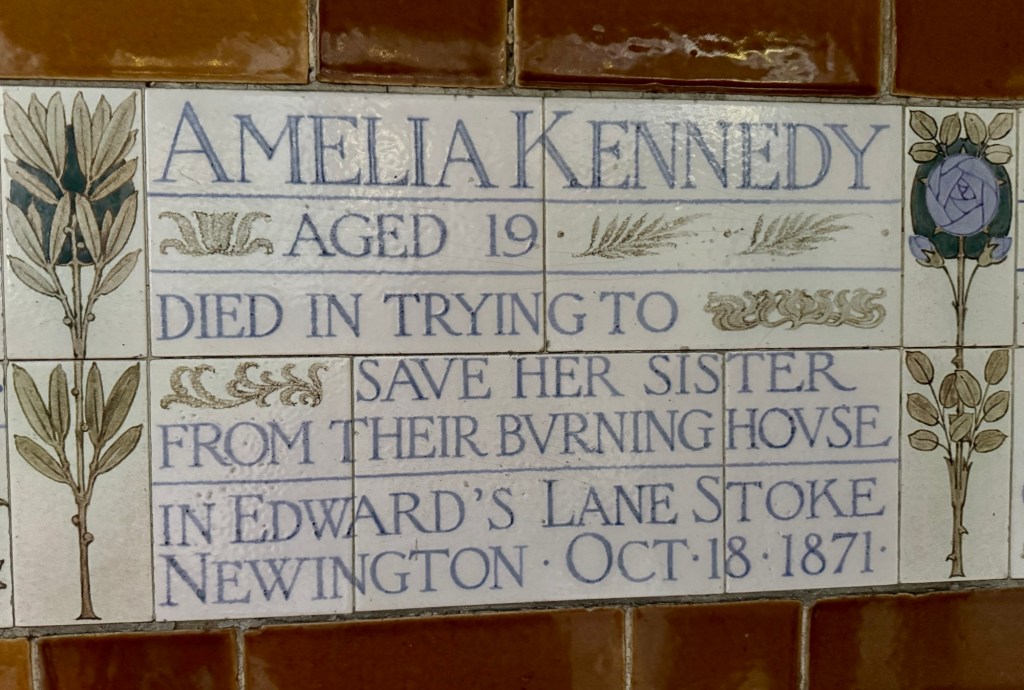 AMELIA KENNEDY
AGED 19
DIED IN TRYING TO
SAVE HER SISTER
FROM THEIR BVRNING HOVSE
IN EDWARD'S LANE STOKE
NEWINGTON · OCT · 18 · 1871 ·